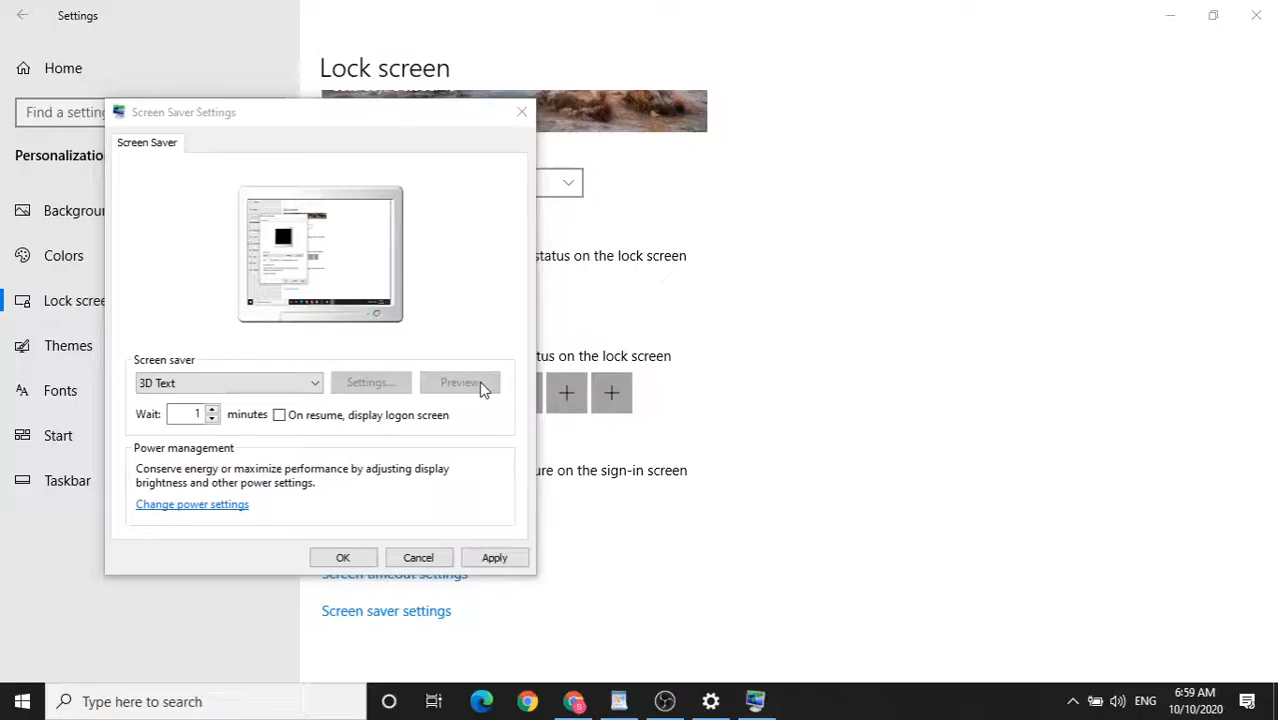 Settings
Home
Find a setting
Personalizatio
Backgroun
Colors
Lock scree
Themes
Fonts
Start
Taskbar
Lock screen
Screen Saver Settings
Screen Saver
Screen saver
3D Text
Settings...
Preview
Wait:
1
minutes
On resume, display logon screen
Power management
Conserve energy or maximize performance by adjusting display
brightness and other power settings.
Change power settings
OK
Cancel
Apply
status on the lock screen
tus on the lock screen
ure on the sign-in screen
Screen timeout settings
Screen saver settings
Type here to search
ENG
6:59 AM
10/10/2020